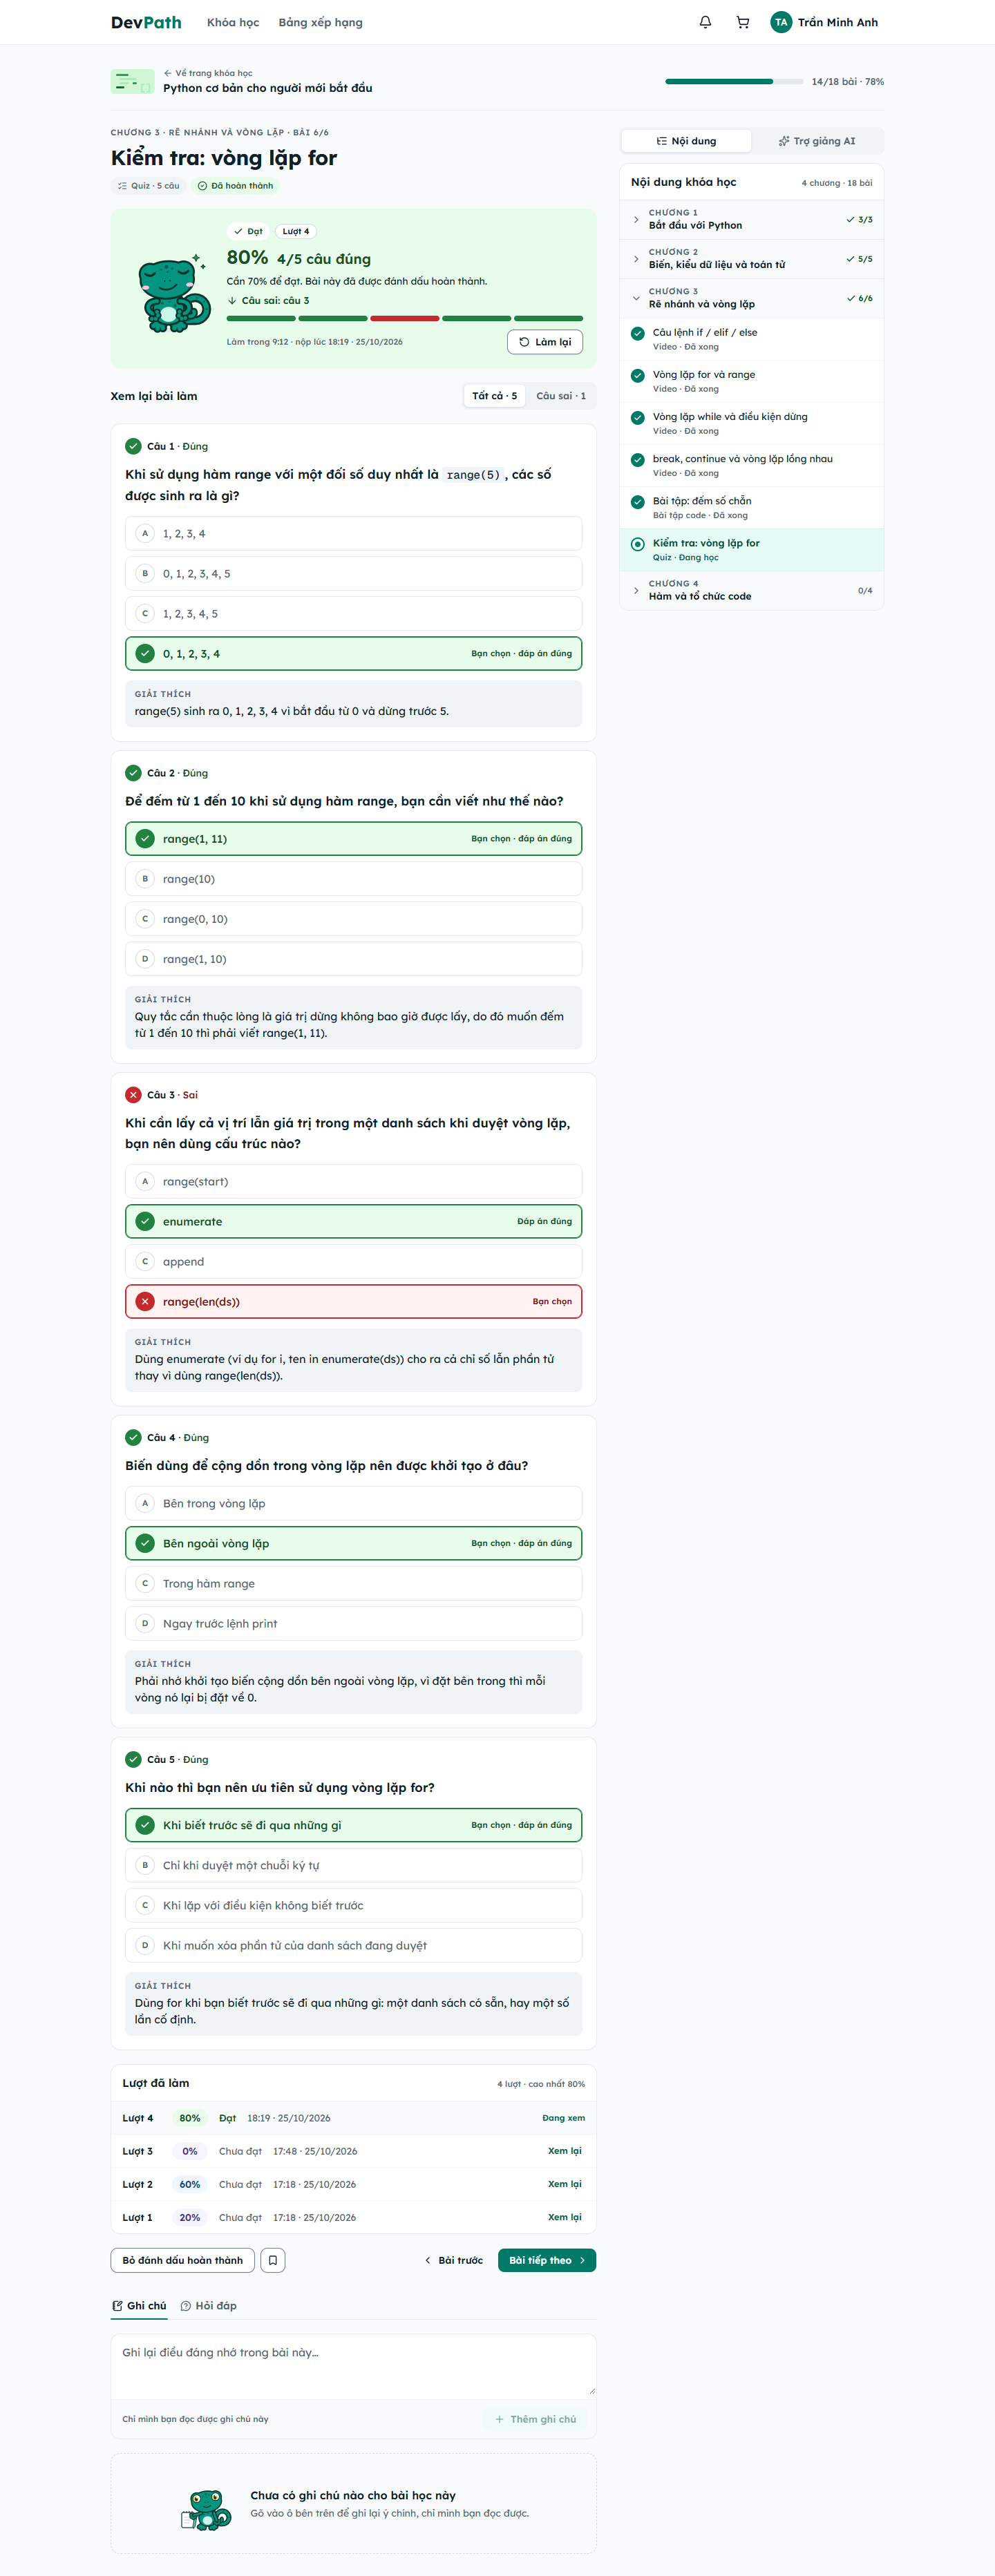 DevPath
Khóa học
Bảng xếp hạng
TA
Trần Minh Anh
← Về trang khóa học
Python cơ bản cho người mới bắt đầu
14/18 bài · 78%
CHƯƠNG 3 · RẼ NHÁNH VÀ VÒNG LẶP · BÀI 6/6
Kiểm tra: vòng lặp for
Quiz · 5 câu
Đã hoàn thành
Đạt
Lượt 4
80% 4/5 câu đúng
Cần 70% để đạt. Bài này đã được đánh dấu hoàn thành.
Câu sai: câu 3
Làm trong 9:12 · nộp lúc 18:19 · 25/10/2026
Làm lại
Xem lại bài làm
Tất cả · 5
Câu sai · 1
Câu 1 · Đúng
Khi sử dụng hàm range với một đối số duy nhất là range(5), các số
được sinh ra là gì?
A 1, 2, 3, 4
B 0, 1, 2, 3, 4, 5
C 1, 2, 3, 4, 5
0, 1, 2, 3, 4
Bạn chọn · đáp án đúng
GIẢI THÍCH
range(5) sinh ra 0, 1, 2, 3, 4 vì bắt đầu từ 0 và dừng trước 5.
Câu 2 · Đúng
Để đếm từ 1 đến 10 khi sử dụng hàm range, bạn cần viết như thế nào?
range(1, 11)
Bạn chọn · đáp án đúng
B range(10)
C range(0, 10)
D range(1, 10)
GIẢI THÍCH
Quy tắc cần thuộc lòng là giá trị dừng không bao giờ được lấy, do đó muốn đếm
từ 1 đến 10 thì phải viết range(1, 11).
Câu 3 · Sai
Khi cần lấy cả vị trí lẫn giá trị trong một danh sách khi duyệt vòng lặp,
bạn nên dùng cấu trúc nào?
A range(start)
enumerate
Đáp án đúng
C append
range(len(ds))
Bạn chọn
GIẢI THÍCH
Dùng enumerate (ví dụ for i, ten in enumerate(ds)) cho ra cả chỉ số lẫn phần tử
thay vì dùng range(len(ds)).
Câu 4 · Đúng
Biến dùng để cộng dồn trong vòng lặp nên được khởi tạo ở đâu?
A Bên trong vòng lặp
Bên ngoài vòng lặp
Bạn chọn · đáp án đúng
C Trong hàm range
D Ngay trước lệnh print
GIẢI THÍCH
Phải nhớ khởi tạo biến cộng dồn bên ngoài vòng lặp, vì đặt bên trong thì mỗi
vòng nó lại bị đặt về 0.
Câu 5 · Đúng
Khi nào thì bạn nên ưu tiên sử dụng vòng lặp for?
Khi biết trước sẽ đi qua những gì
Bạn chọn · đáp án đúng
B Chỉ khi duyệt một chuỗi ký tự
C Khi lặp với điều kiện không biết trước
D Khi muốn xóa phần tử của danh sách đang duyệt
GIẢI THÍCH
Dùng for khi bạn biết trước sẽ đi qua những gì: một danh sách có sẵn, hay một số
lần cố định.
Lượt đã làm
4 lượt · cao nhất 80%
Lượt 4 80% Đạt 18:19 · 25/10/2026 Đang xem
Lượt 3 0% Chưa đạt 17:48 · 25/10/2026 Xem lại
Lượt 2 60% Chưa đạt 17:18 · 25/10/2026 Xem lại
Lượt 1 20% Chưa đạt 17:18 · 25/10/2026 Xem lại
Bỏ đánh dấu hoàn thành
Bài trước
Bài tiếp theo
Ghi chú
Hỏi đáp
Ghi lại điều đáng nhớ trong bài này...
Chỉ mình bạn đọc được ghi chú này
Thêm ghi chú
Chưa có ghi chú nào cho bài học này
Gõ vào ô bên trên để ghi lại ý chính, chỉ mình bạn đọc được.
Nội dung
Trợ giảng AI
Nội dung khóa học
4 chương · 18 bài
CHƯƠNG 1
Bắt đầu với Python
3/3
CHƯƠNG 2
Biến, kiểu dữ liệu và toán tử
5/5
CHƯƠNG 3
Rẽ nhánh và vòng lặp
6/6
Câu lệnh if / elif / else
Video · Đã xong
Vòng lặp for và range
Video · Đã xong
Vòng lặp while và điều kiện dừng
Video · Đã xong
break, continue và vòng lặp lồng nhau
Video · Đã xong
Bài tập: đếm số chẵn
Bài tập code · Đã xong
Kiểm tra: vòng lặp for
Quiz · Đang học
CHƯƠNG 4
Hàm và tổ chức code
0/4